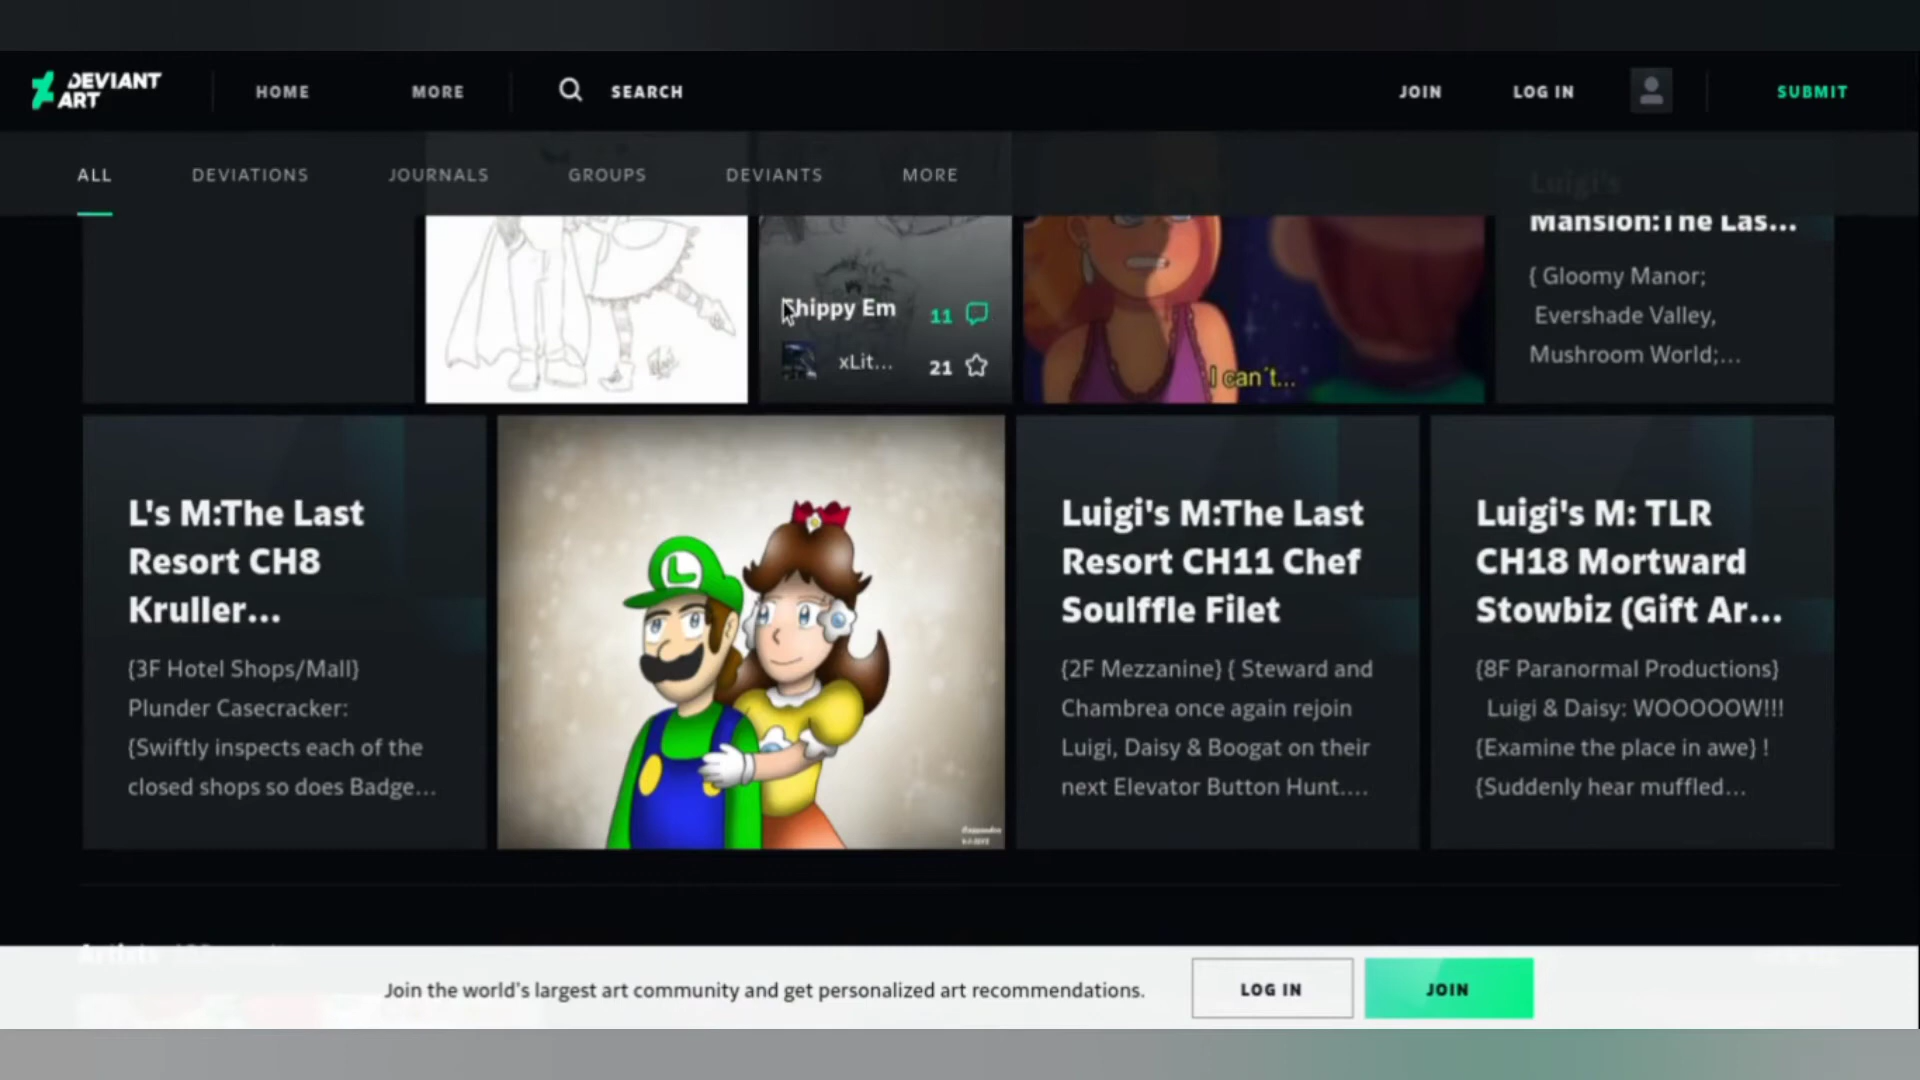 DEVIANT
ART
HOME
MORE
SEARCH
JOIN
LOG IN
SUBMIT
ALL
DEVIATIONS
JOURNALS
GROUPS
DEVIANTS
MORE
Luigi's
Mansion:The Las...
{ Gloomy Manor;
Evershade Valley,
Mushroom World;...
Shippy Em
11
xLit...
21
I can´t...
L's M:The Last
Resort CH8
Kruller...
{3F Hotel Shops/Mall}
Plunder Casecracker:
{Swiftly inspects each of the
closed shops so does Badge...
L
Luigi's M:The Last
Resort CH11 Chef
Soulffle Filet
{2F Mezzanine} { Steward and
Chambrea once again rejoin
Luigi, Daisy & Boogat on their
next Elevator Button Hunt....
Luigi's M: TLR
CH18 Mortward
Stowbiz (Gift Ar...
{8F Paranormal Productions}
Luigi & Daisy: WOOOOOW!!!
{Examine the place in awe} !
{Suddenly hear muffled...
Join the world's largest art community and get personalized art recommendations.
LOG IN
JOIN